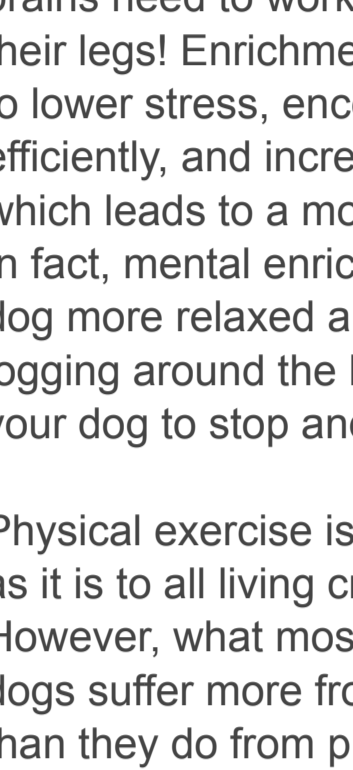 brains need to work
their legs! Enrichme
to lower stress, enc
efficiently, and incre
which leads to a mo
In fact, mental enric
dog more relaxed a
jogging around the
your dog to stop an
Physical exercise is
as it is to all living cr
However, what mos
dogs suffer more fro
than they do from p